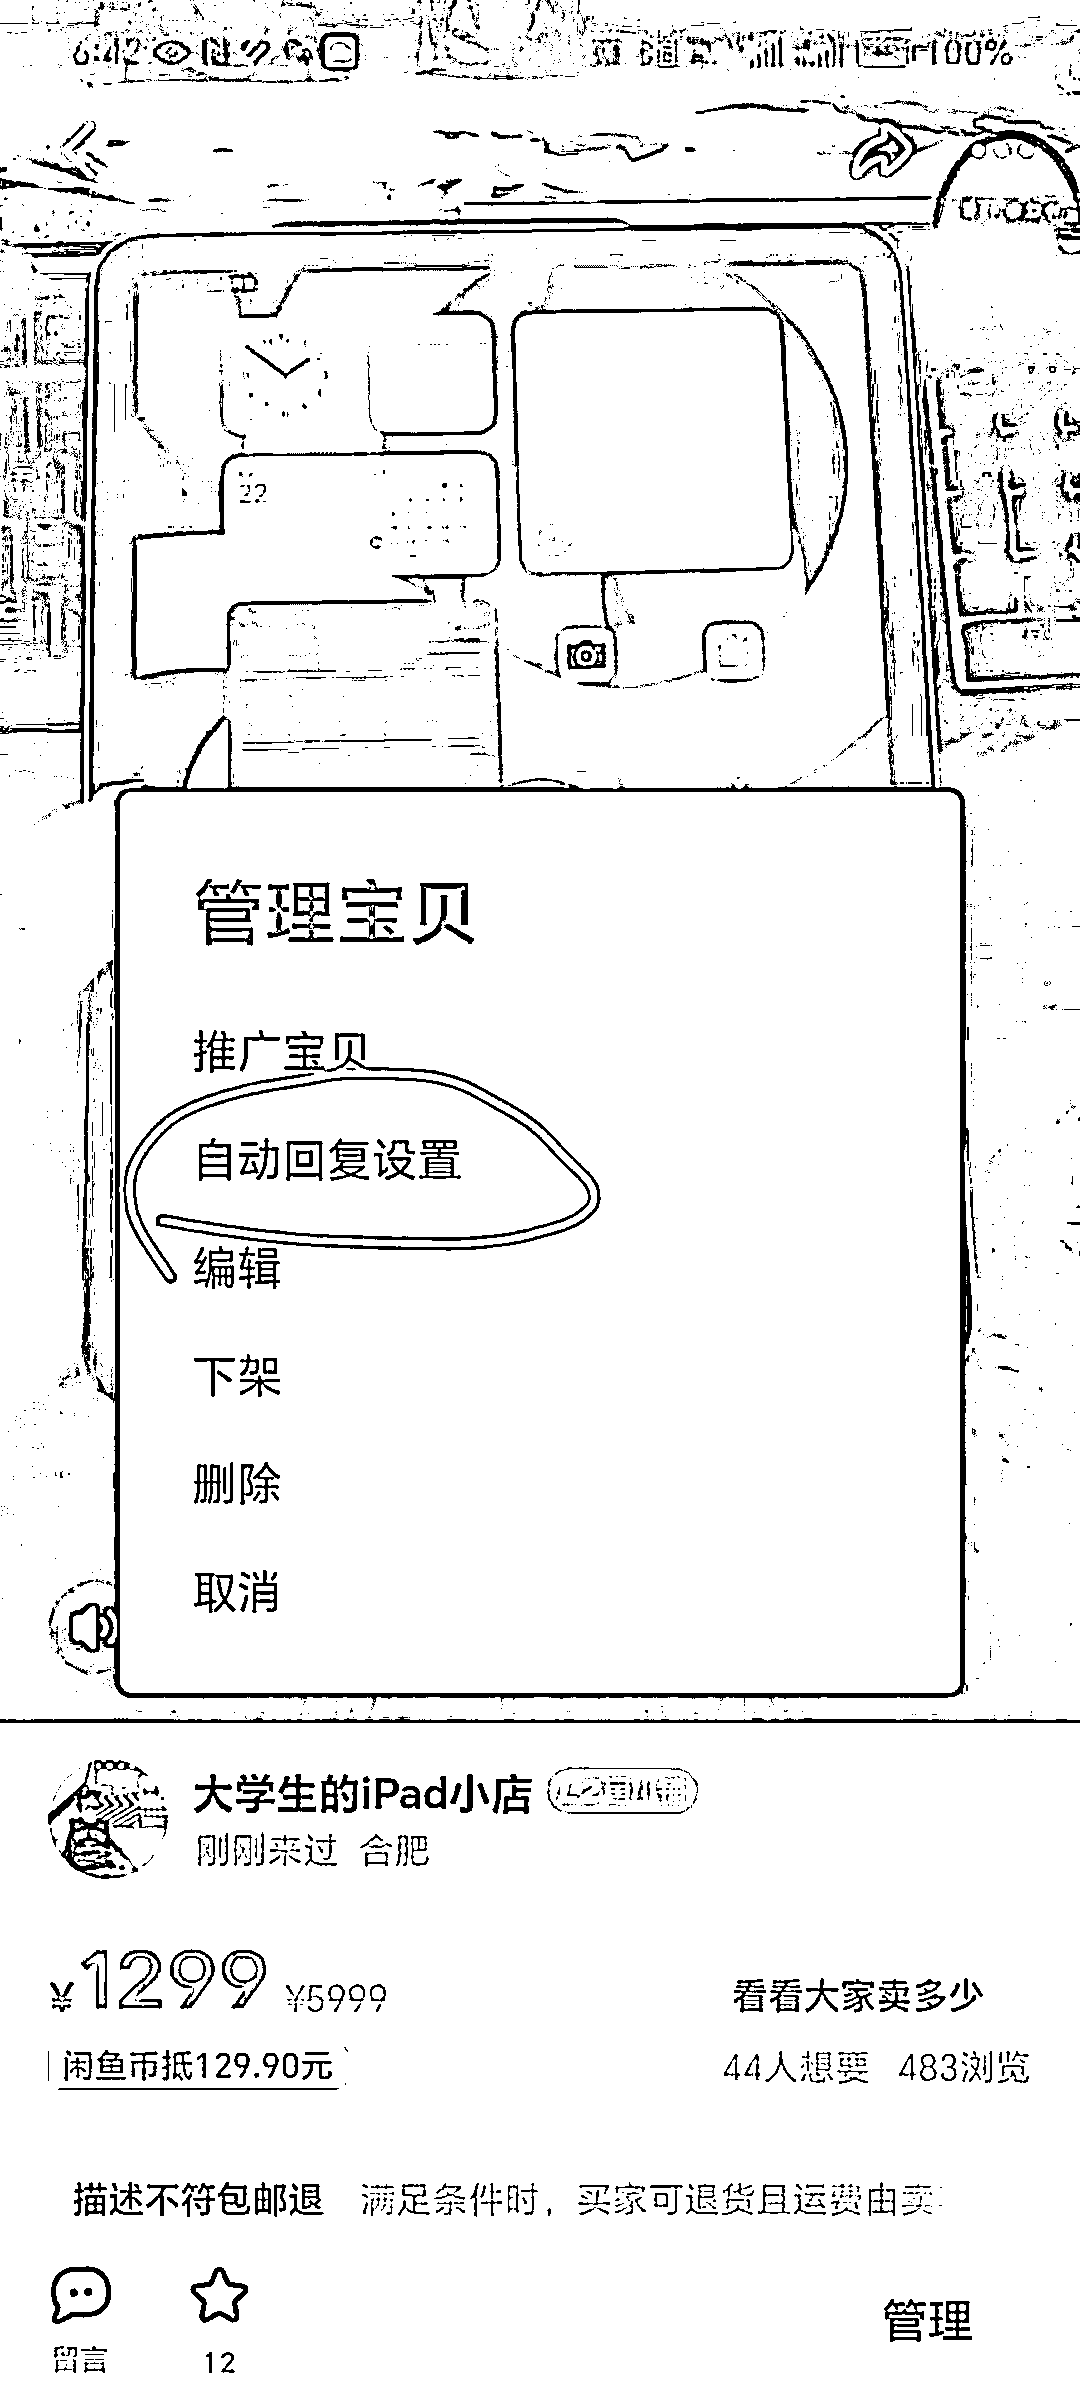 6:42 100%
22
管理宝贝
推广宝贝
自动回复设置
编辑
下架
删除
取消
大学生的iPad小店
刚刚来过 合肥
¥1299 ¥5999 看看大家卖多少
闲鱼币抵129.90元 44人想要 483浏览
描述不符包邮退 满足条件时，买家可退货且运费由卖
留言 12 管理